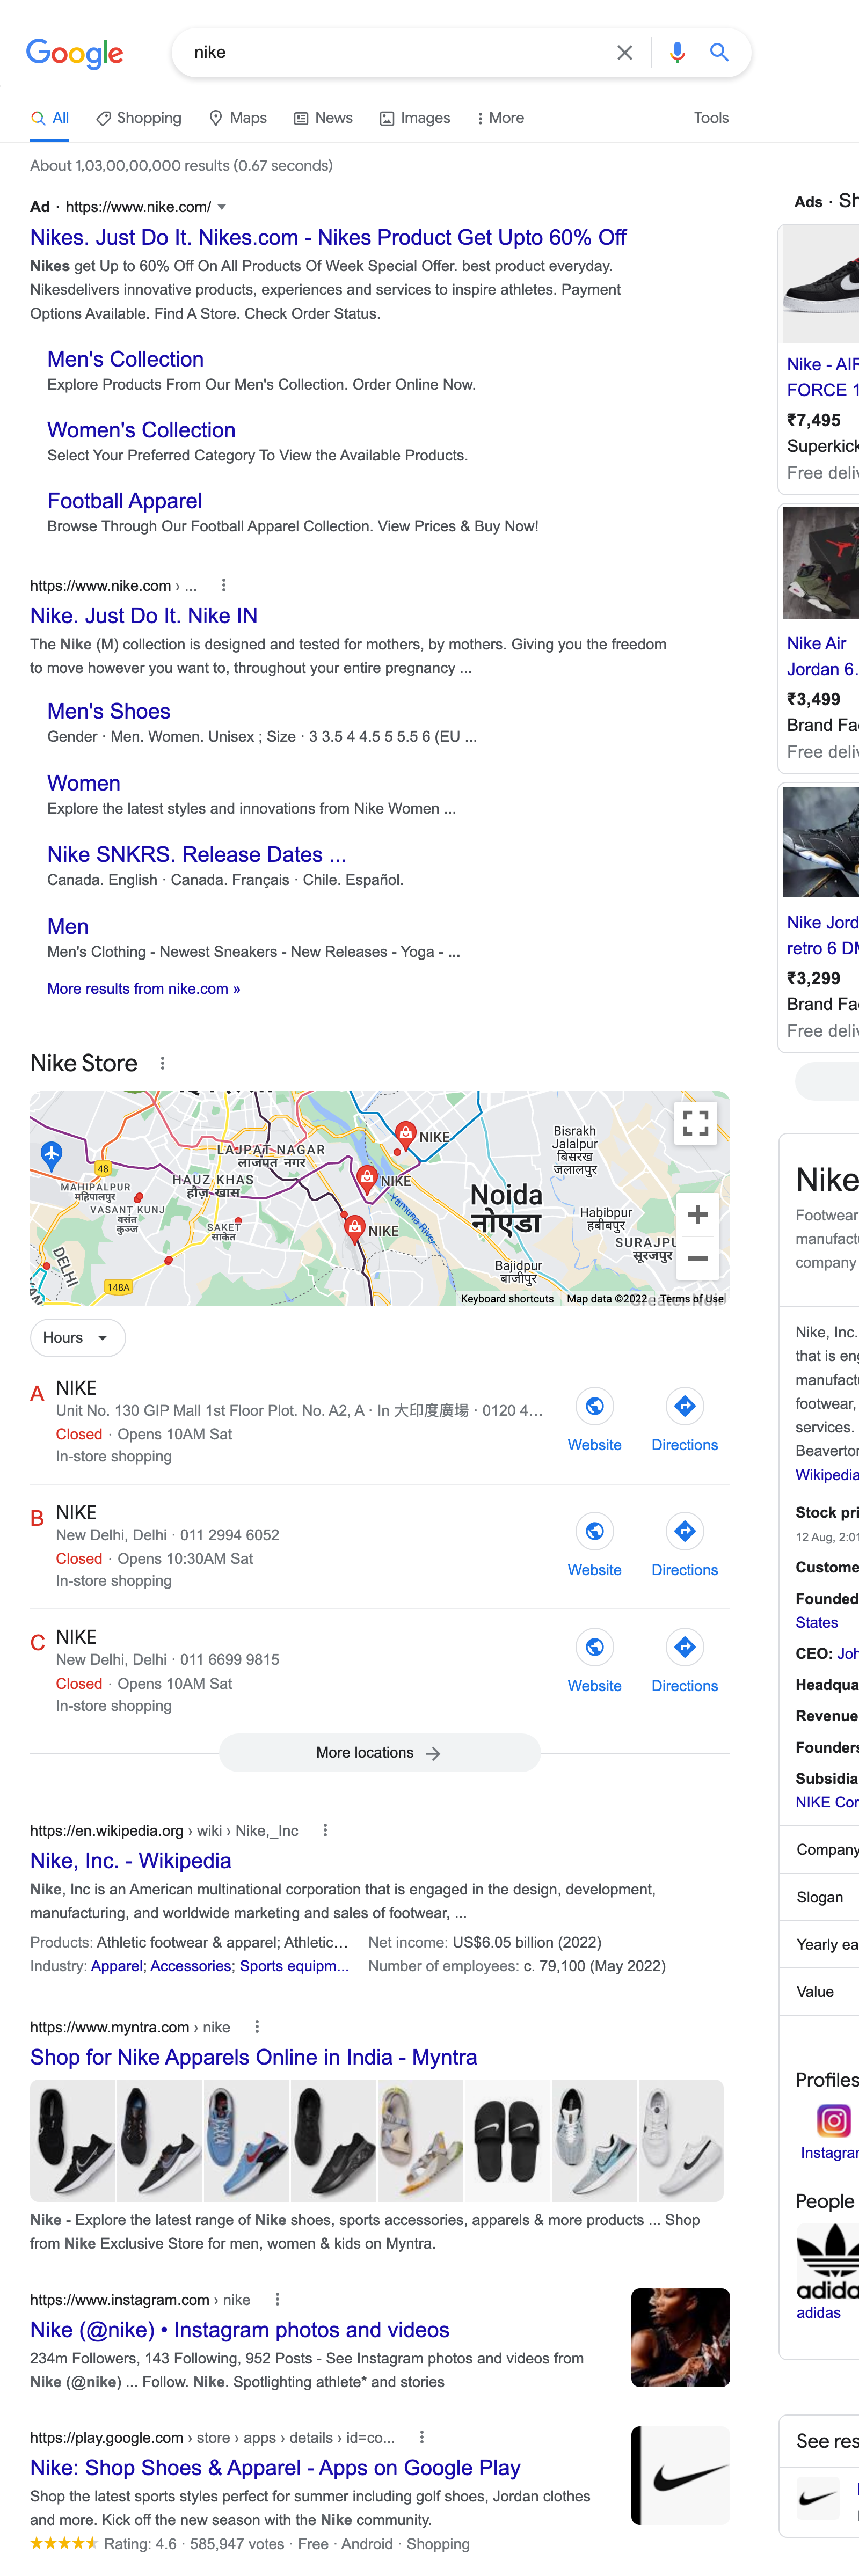 Google
nike
All
Shopping
Maps
News
Images
More
Tools
About 1,03,00,00,000 results (0.67 seconds)
Ad · https://www.nike.com/
Nikes. Just Do It. Nikes.com - Nikes Product Get Upto 60% Off
Nikes get Up to 60% Off On All Products Of Week Special Offer. best product everyday.
Nikesdelivers innovative products, experiences and services to inspire athletes. Payment
Options Available. Find A Store. Check Order Status.
Men's Collection
Explore Products From Our Men's Collection. Order Online Now.
Women's Collection
Select Your Preferred Category To View the Available Products.
Football Apparel
Browse Through Our Football Apparel Collection. View Prices & Buy Now!
https://www.nike.com › ...
Nike. Just Do It. Nike IN
The Nike (M) collection is designed and tested for mothers, by mothers. Giving you the freedom
to move however you want to, throughout your entire pregnancy ...
Men's Shoes
Gender · Men. Women. Unisex ; Size · 3 3.5 4 4.5 5 5.5 6 (EU ...
Women
Explore the latest styles and innovations from Nike Women ...
Nike SNKRS. Release Dates ...
Canada. English · Canada. Français · Chile. Español.
Men
Men's Clothing - Newest Sneakers - New Releases - Yoga - ...
More results from nike.com »
Nike Store
LAJPAT NAGAR
लाजपत नगर
NIKE
Bisrakh
Jalalpur
बिसरख
जलालपुर
48
MAHIPALPUR
महिपालपुर
HAUZ KHAS
हौज़ खास
NIKE
VASANT KUNJ
वसंत
कुञ्ज
SAKET
साकेत
NIKE
Yamuna River
Noida
नोएडा
Habibpur
हबीबपुर
SURAJPU
सूरजपुर
DELHI
148A
Bajidpur
बाजीपुर
Keyboard shortcuts
Map data ©2022
Terms of Use
Hours
A
NIKE
Unit No. 130 GIP Mall 1st Floor Plot. No. A2, A · In 大印度廣場 · 0120 4...
Closed · Opens 10AM Sat
In-store shopping
Website
Directions
B
NIKE
New Delhi, Delhi · 011 2994 6052
Closed · Opens 10:30AM Sat
In-store shopping
Website
Directions
C
NIKE
New Delhi, Delhi · 011 6699 9815
Closed · Opens 10AM Sat
In-store shopping
Website
Directions
More locations
https://en.wikipedia.org › wiki › Nike,_Inc
Nike, Inc. - Wikipedia
Nike, Inc is an American multinational corporation that is engaged in the design, development,
manufacturing, and worldwide marketing and sales of footwear, ...
Products: Athletic footwear & apparel; Athletic...
Net income: US$6.05 billion (2022)
Industry: Apparel; Accessories; Sports equipm...
Number of employees: c. 79,100 (May 2022)
https://www.myntra.com › nike
Shop for Nike Apparels Online in India - Myntra
Nike - Explore the latest range of Nike shoes, sports accessories, apparels & more products ... Shop
from Nike Exclusive Store for men, women & kids on Myntra.
https://www.instagram.com › nike
Nike (@nike) • Instagram photos and videos
234m Followers, 143 Following, 952 Posts - See Instagram photos and videos from
Nike (@nike) ... Follow. Nike. Spotlighting athlete* and stories
https://play.google.com › store › apps › details › id=co...
Nike: Shop Shoes & Apparel - Apps on Google Play
Shop the latest sports styles perfect for summer including golf shoes, Jordan clothes
and more. Kick off the new season with the Nike community.
Rating: 4.6 · 585,947 votes · Free · Android · Shopping
Ads · Sh
Nike - AIR
FORCE 1
₹7,495
Superkick
Free deliv
Nike Air
Jordan 6.
₹3,499
Brand Fa
Free deliv
Nike Jord
retro 6 DM
₹3,299
Brand Fa
Free deliv
Nike
Footwear
manufactu
company
Nike, Inc.
that is eng
manufactu
footwear,
services.
Beaverton
Wikipedia
Stock pri
12 Aug, 2:01
Custome
Founded
States
CEO: Joh
Headqua
Revenue
Founders
Subsidia
NIKE Cor
Company
Slogan
Yearly ea
Value
Profiles
Instagram
People
adidas
adidas
See res